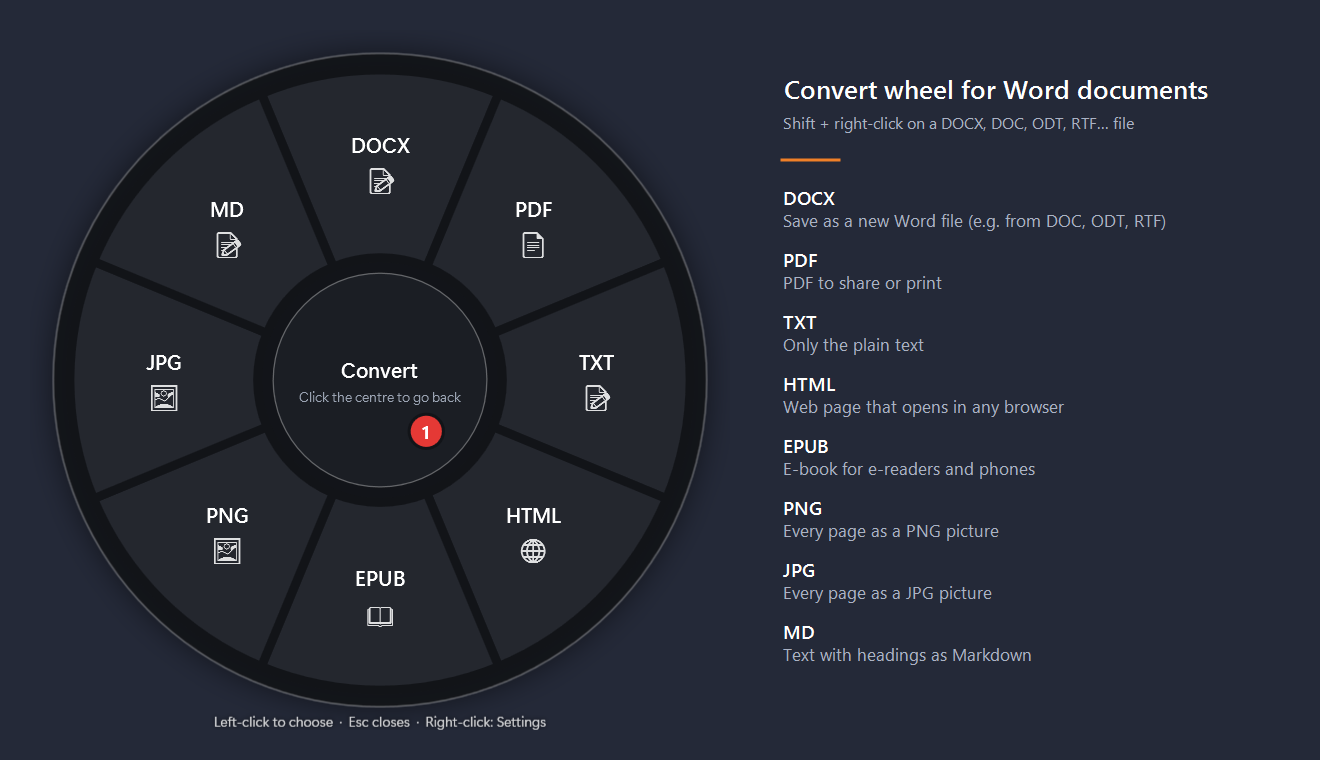 DOCX
MD
PDF
JPG
Convert
Click the centre to go back
1
TXT
PNG
HTML
EPUB
Left-click to choose · Esc closes · Right-click: Settings
Convert wheel for Word documents
Shift + right-click on a DOCX, DOC, ODT, RTF... file
DOCX
Save as a new Word file (e.g. from DOC, ODT, RTF)
PDF
PDF to share or print
TXT
Only the plain text
HTML
Web page that opens in any browser
EPUB
E-book for e-readers and phones
PNG
Every page as a PNG picture
JPG
Every page as a JPG picture
MD
Text with headings as Markdown